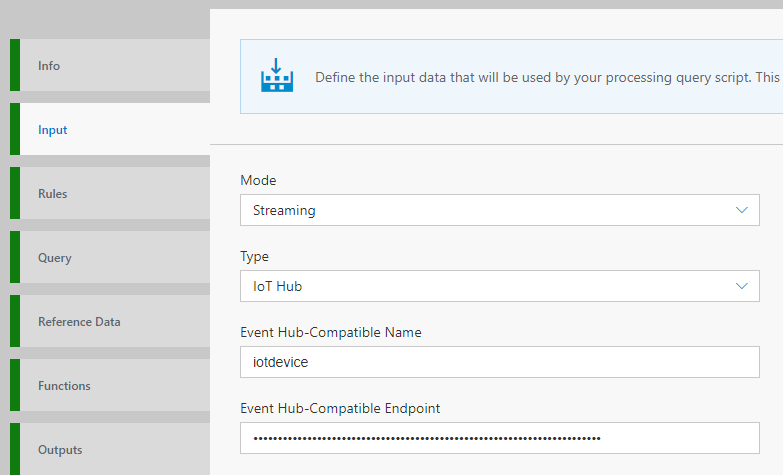 Info
Input
Rules
Query
Reference Data
Functions
Outputs
Define the input data that will be used by your processing query script. This
Mode
Streaming
Type
IoT Hub
Event Hub-Compatible Name
iotdevice
Event Hub-Compatible Endpoint